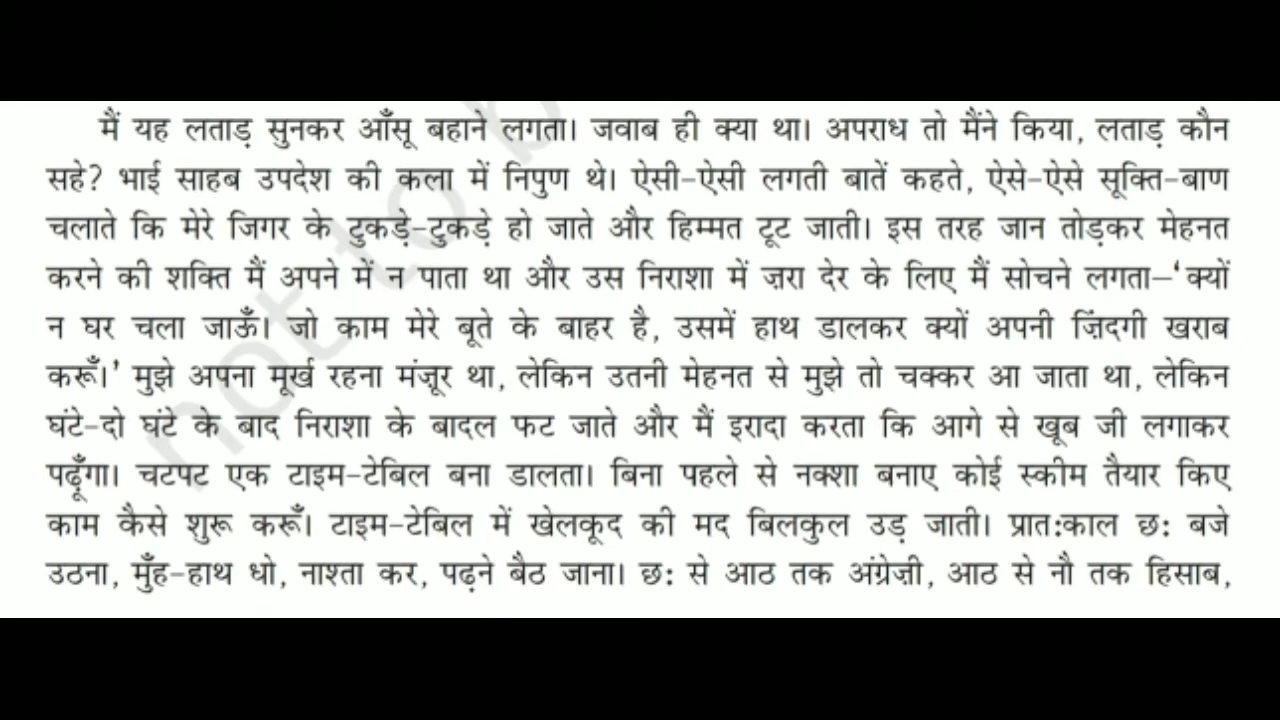 मैं यह लताड़ सुनकर आँसू बहाने लगता। जवाब ही क्या था। अपराध तो मैंने किया, लताड़ कौन
सहे? भाई साहब उपदेश की कला में निपुण थे। ऐसी-ऐसी लगती बातें कहते, ऐसे-ऐसे सूक्ति-बाण
चलाते कि मेरे जिगर के टुकड़े-टुकड़े हो जाते और हिम्मत टूट जाती। इस तरह जान तोड़कर मेहनत
करने की शक्ति मैं अपने में न पाता था और उस निराशा में ज़रा देर के लिए मैं सोचने लगता–‘क्यों
न घर चला जाऊँ। जो काम मेरे बूते के बाहर है, उसमें हाथ डालकर क्यों अपनी ज़िंदगी खराब
करूँ।’ मुझे अपना मूर्ख रहना मंज़ूर था, लेकिन उतनी मेहनत से मुझे तो चक्कर आ जाता था, लेकिन
घंटे-दो घंटे के बाद निराशा के बादल फट जाते और मैं इरादा करता कि आगे से खूब जी लगाकर
पढ़ूँगा। चटपट एक टाइम-टेबिल बना डालता। बिना पहले से नक्शा बनाए कोई स्कीम तैयार किए
काम कैसे शुरू करूँ। टाइम-टेबिल में खेलकूद की मद बिलकुल उड़ जाती। प्रात:काल छ: बजे
उठना, मुँह-हाथ धो, नाश्ता कर, पढ़ने बैठ जाना। छ: से आठ तक अंग्रेज़ी, आठ से नौ तक हिसाब,
not to b